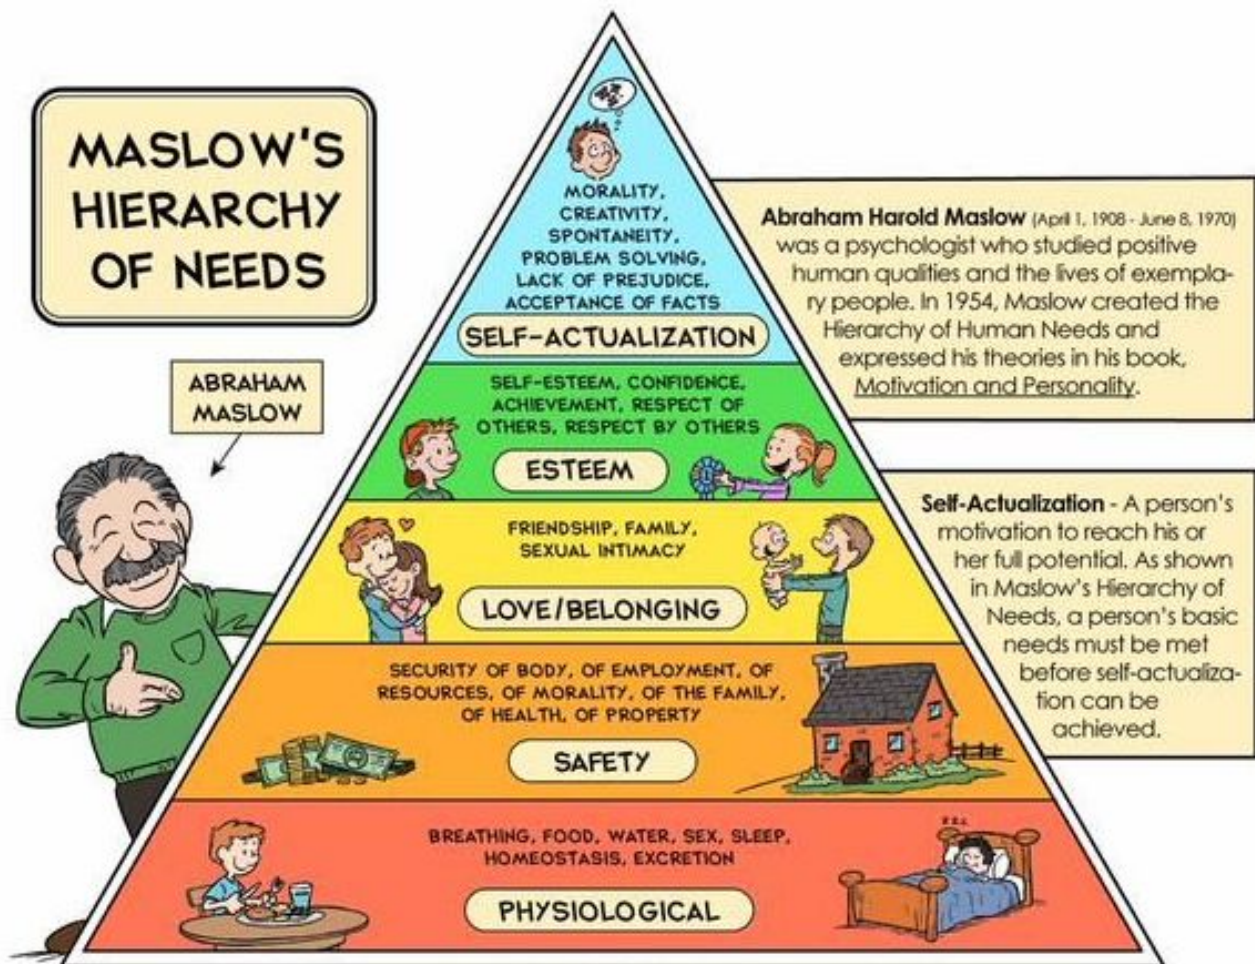 MASLOW'S
HIERARCHY
OF NEEDS
ABRAHAM
MASLOW
MORALITY,
CREATIVITY,
SPONTANEITY,
PROBLEM SOLVING,
LACK OF PREJUDICE,
ACCEPTANCE OF FACTS
SELF-ACTUALIZATION
SELF-ESTEEM, CONFIDENCE,
ACHIEVEMENT, RESPECT OF
OTHERS, RESPECT BY OTHERS
ESTEEM
FRIENDSHIP, FAMILY,
SEXUAL INTIMACY
LOVE/BELONGING
SECURITY OF BODY, OF EMPLOYMENT, OF
RESOURCES, OF MORALITY, OF THE FAMILY,
OF HEALTH, OF PROPERTY
SAFETY
BREATHING, FOOD, WATER, SEX, SLEEP,
HOMEOSTASIS, EXCRETION
PHYSIOLOGICAL
Z Z Z
Abraham Harold Maslow (April 1, 1908 - June 8, 1970)
was a psychologist who studied positive
human qualities and the lives of exempla-
ry people. In 1954, Maslow created the
Hierarchy of Human Needs and
expressed his theories in his book,
Motivation and Personality.
Self-Actualization - A person's
motivation to reach his or
her full potential. As shown
in Maslow's Hierarchy of
Needs, a person's basic
needs must be met
before self-actualiza-
tion can be
achieved.